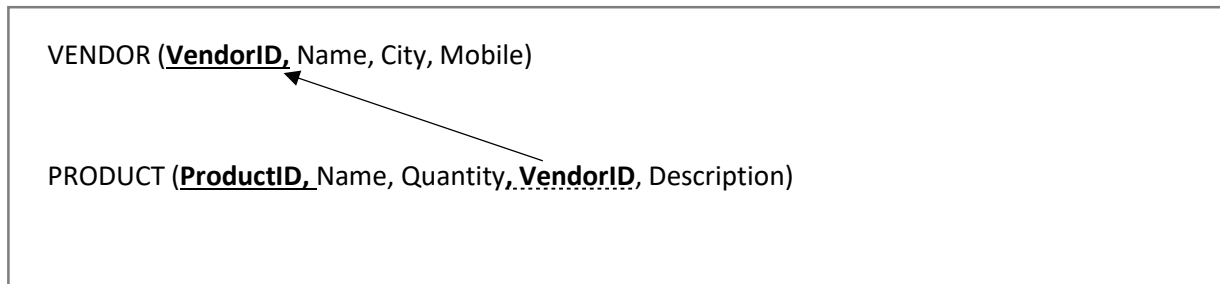 VENDOR (VendorID, Name, City, Mobile)
PRODUCT (ProductID, Name, Quantity, VendorID, Description)